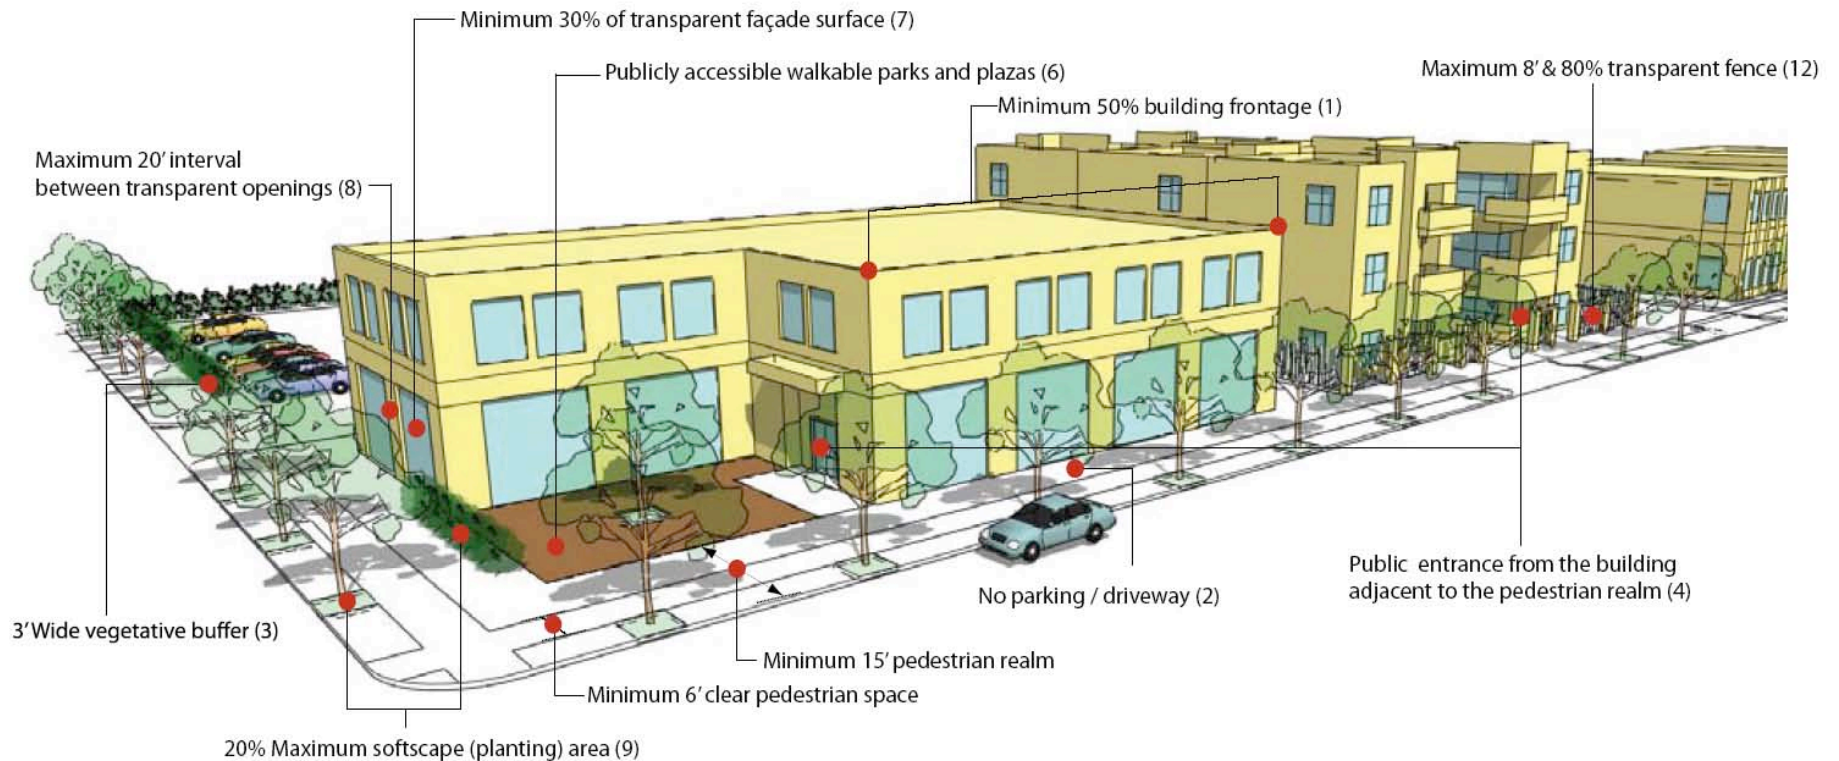 Minimum 30% of transparent façade surface (7)
Publicly accessible walkable parks and plazas (6)
Maximum 8' & 80% transparent fence (12)
Minimum 50% building frontage (1)
Maximum 20' interval
between transparent openings (8)
No parking / driveway (2)
Public entrance from the building
adjacent to the pedestrian realm (4)
3' Wide vegetative buffer (3)
Minimum 15' pedestrian realm
Minimum 6' clear pedestrian space
20% Maximum softscape (planting) area (9)